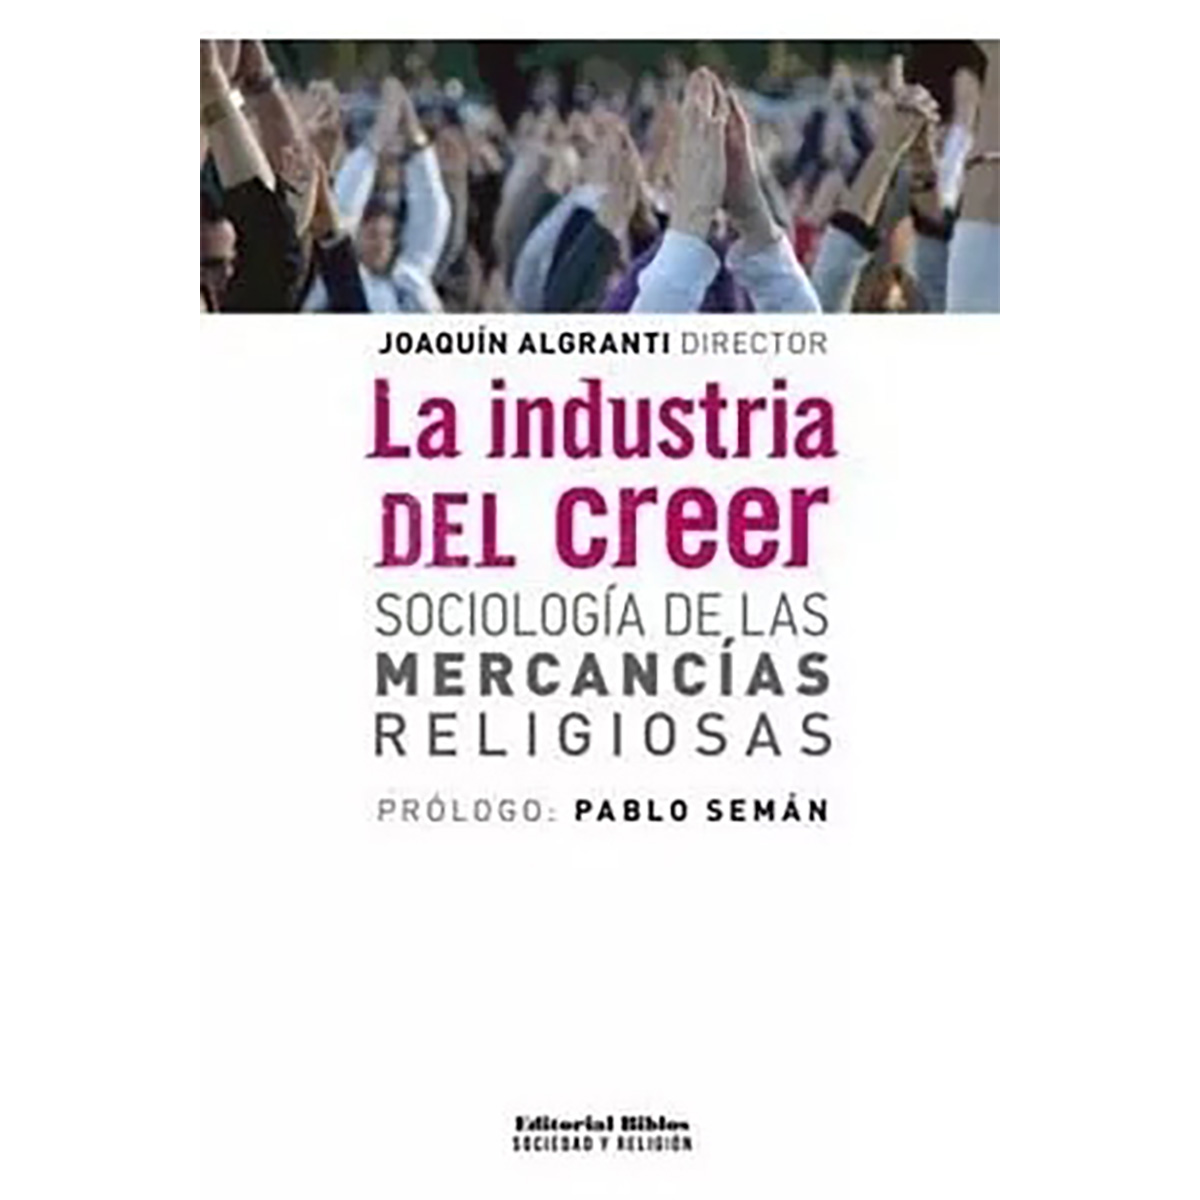 JOAQUÍN ALGRANTI DIRECTOR
La industria
DEL creer
SOCIOLOGÍA DE LAS
MERCANCÍAS
RELIGIOSAS
PRÓLOGO: PABLO SEMÁN
Editorial Biblos
SOCIEDAD Y RELIGIÓN